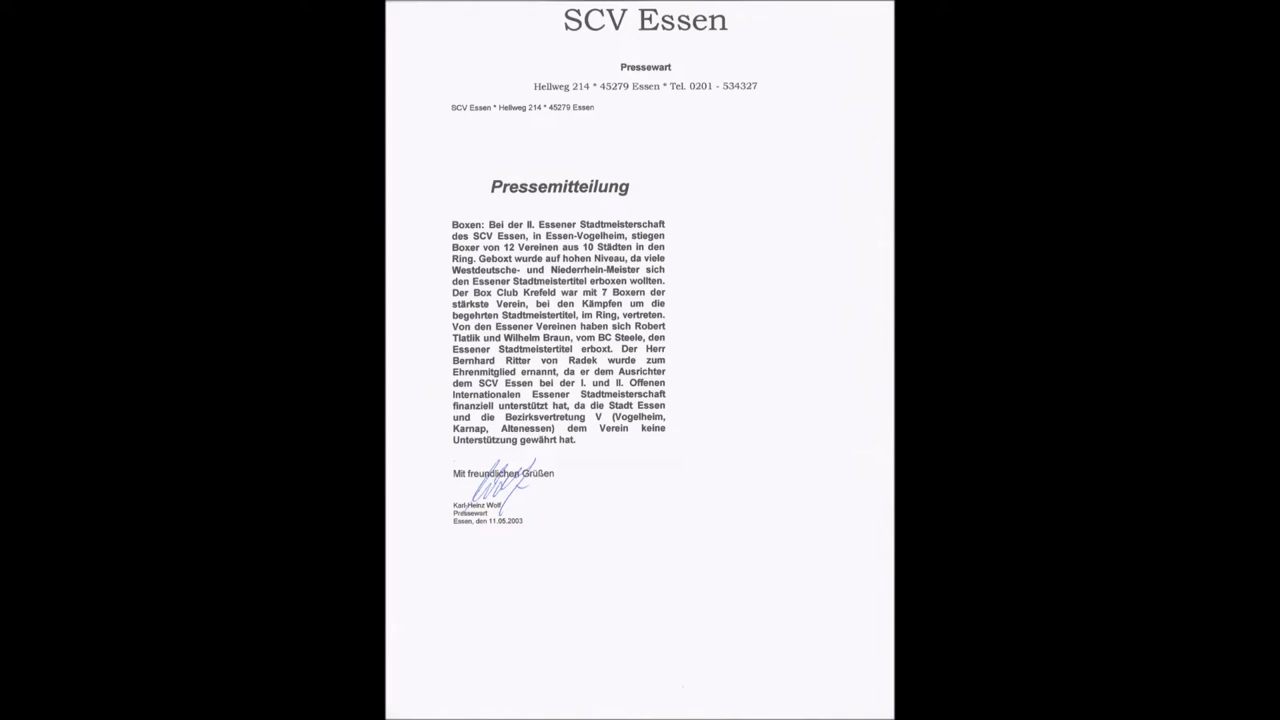 SCV Essen
Pressewart
Hellweg 214 * 45279 Essen * Tel. 0201 - 534327
SCV Essen * Hellweg 214 * 45279 Essen
Pressemitteilung
Boxen: Bei der II. Essener Stadtmeisterschaft
des SCV Essen, in Essen-Vogelheim, stiegen
Boxer von 12 Vereinen aus 10 Städten in den
Ring. Geboxt wurde auf hohen Niveau, da viele
Westdeutsche- und Niederrhein-Meister sich
den Essener Stadtmeistertitel erboxen wollten.
Der Box Club Krefeld war mit 7 Boxern der
stärkste Verein, bei den Kämpfen um die
begehrten Stadtmeistertitel, im Ring, vertreten.
Von den Essener Vereinen haben sich Robert
Tlatlik und Wilhelm Braun, vom BC Steele, den
Essener Stadtmeistertitel erboxt. Der Herr
Bernhard Ritter von Radek wurde zum
Ehrenmitglied ernannt, da er dem Ausrichter
dem SCV Essen bei der I. und II. Offenen
Internationalen Essener Stadtmeisterschaft
finanziell unterstützt hat, da die Stadt Essen
und die Bezirksvertretung V (Vogelheim,
Karnap, Altenessen) dem Verein keine
Unterstützung gewährt hat.
Mit freundlichen Grüßen
Karl-Heinz Wolf
Pressewart
Essen, den 11.05.2003